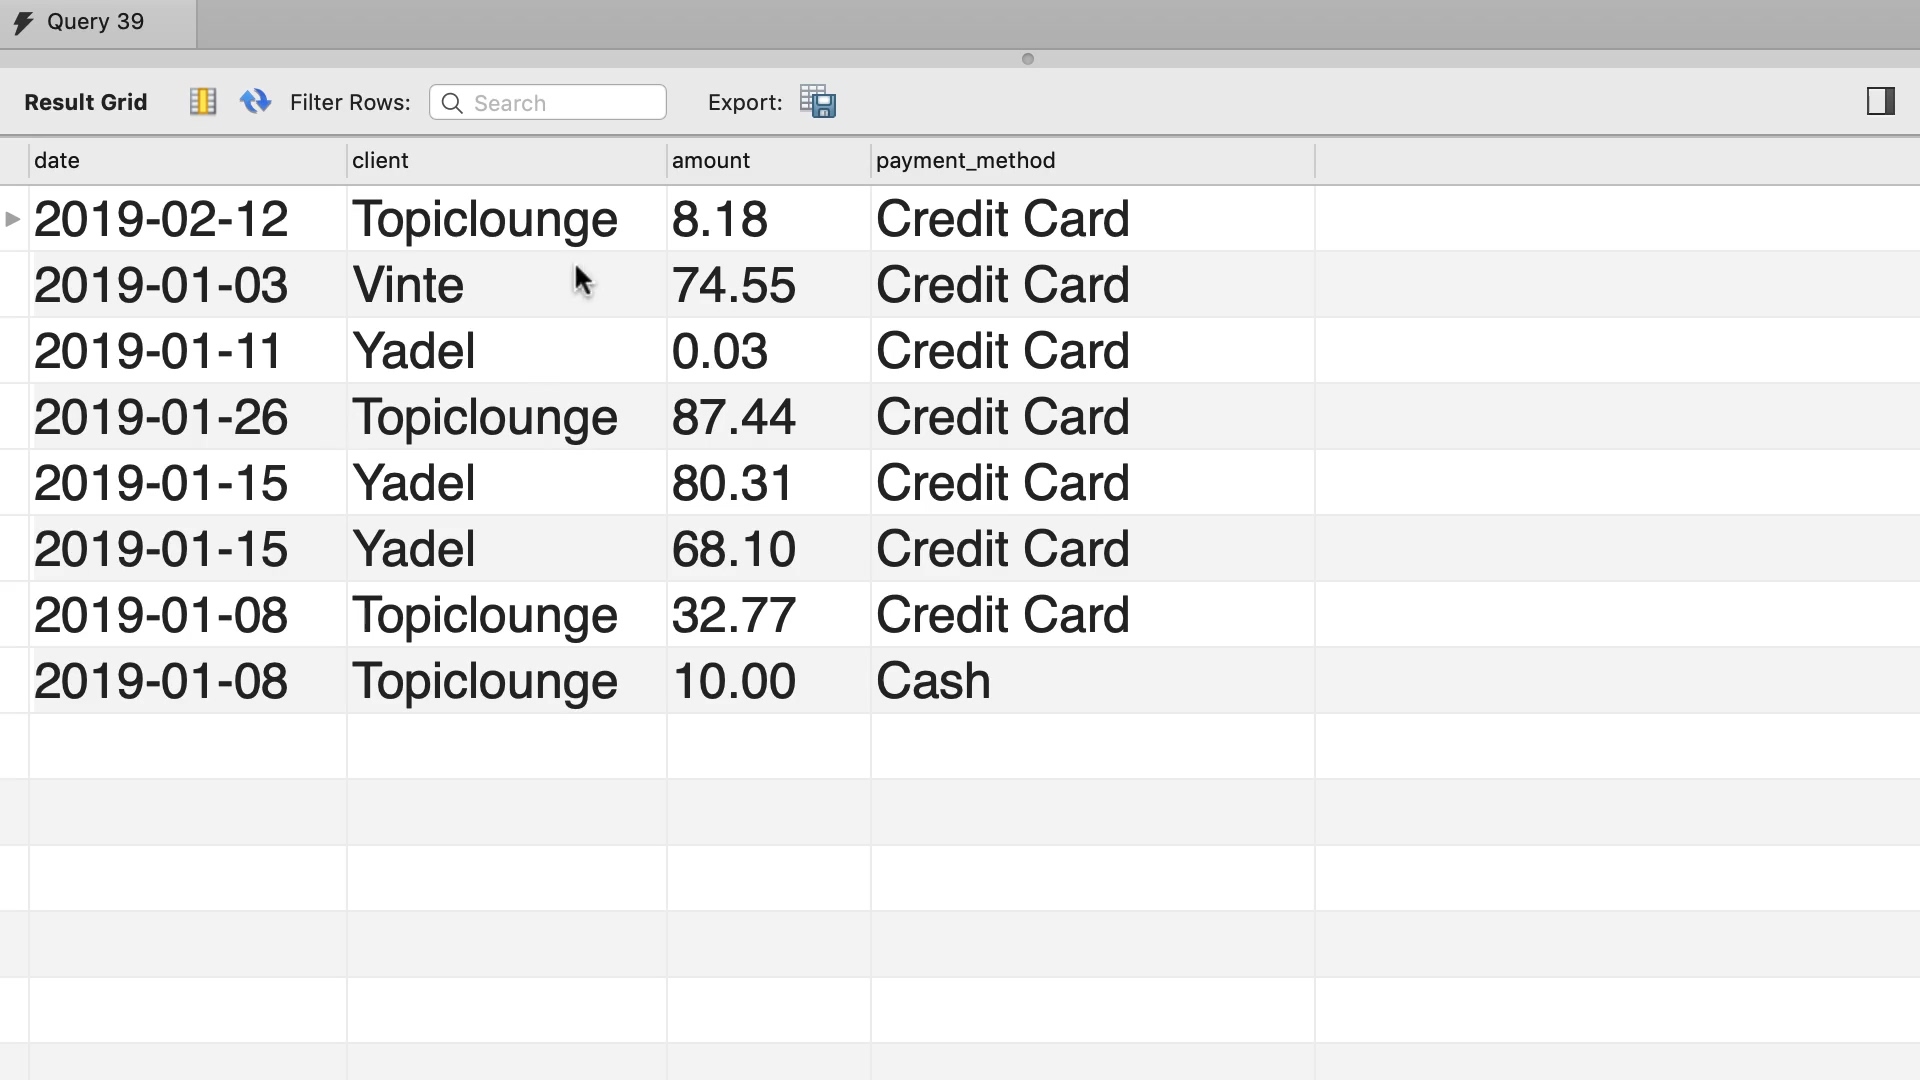 Query 39
Result Grid Filter Rows: Search Export:
date client amount payment_method
2019-02-12 Topiclounge 8.18 Credit Card
2019-01-03 Vinte 74.55 Credit Card
2019-01-11 Yadel 0.03 Credit Card
2019-01-26 Topiclounge 87.44 Credit Card
2019-01-15 Yadel 80.31 Credit Card
2019-01-15 Yadel 68.10 Credit Card
2019-01-08 Topiclounge 32.77 Credit Card
2019-01-08 Topiclounge 10.00 Cash